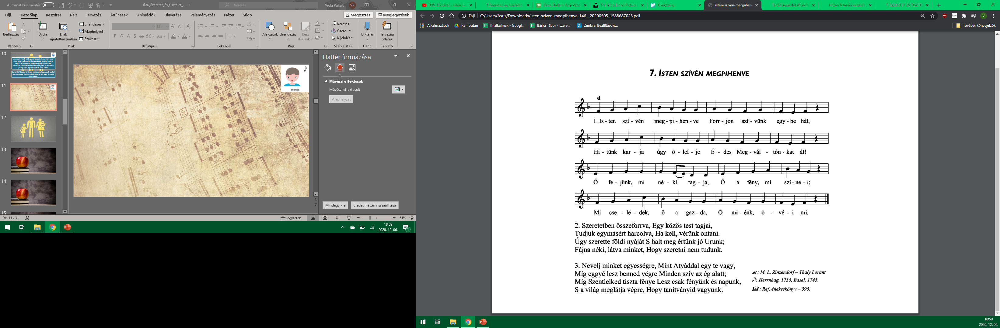 Automatikus mentés
6.o._Szeretet_és_tisztelet_...
Keresés
Viola Pálfalvi
VP
Fájl Kezdőlap Beszúrás Rajz Tervezés Áttűnések Animációk Diavetítés Véleményezés Nézet Súgó
Megosztás
Megjegyzések
Beillesztés
Új dia
Diák újrafelhasználása
Elrendezés
Alaphelyzet
Szakasz
18+
F D A S ab AV Aa A
Alakzatok
Elrendezés
Kész stílusok
Keresés
Csere
Kijelölés
Diktálás
Tervezési ötletek
Vágólap
Diák
Betűtípus
Bekezdés
Rajz
Szerkesztés
Hang
Tervező
10
11
12
13
14
15
éneklés
Háttér formázása
Művészi effektusok
Művészi effektusok
Alaphelyzet
Mindegyikre
Eredeti háttér visszaállítása
Dia 11 / 31
Jegyzetek
61%
18:59
2020. 12. 06.
395. Dicséret - Isten sz
7_Szeretet_es_tisztelet_
Zene Dallam Régi Vága
Thinking Emoji Pictures
Ének/zene
isten-sziven-megpihen
Tanári segédlet (6. évfo
Hittan 6 tanári segédle
7. SZERETET ÉS TISZTE
Fájl
C:/Users/Asus/Downloads/isten-sziven-megpihenve_146__20200505_1588687023.pdf
V
Alkalmazások
Rambután
Ifi alkalmak - Googl...
Bárka Tábor - szerv...
Zimbra: Beállítások:...
További könyvjelzők
7. ISTEN SZÍVÉN MEGPIHENVE
d
1. Is - ten szí - vén meg - pi - hen - ve Forr - jon szí - vünk egy - be hát,
Hi - tünk kar - ja úgy ö - lel - je É - des Meg - vál - tón - kat át!
Ő fe - jünk, mi né - ki tag - ja, Ő a fény, mi szí - ne - i;
Mi cse - lé - dek, ő a gaz - da, Ő mi - énk, ö - vé - i mi.
2. Szeretetben összeforrva, Egy közös test tagjai,
Tudjuk egymásért harcolva, Ha kell, vérünk ontani.
Úgy szerette földi nyáját S halt meg értünk jó Urunk;
Fájna néki, látva minket, Hogy szeretni nem tudunk.
3. Nevelj minket egyességre, Mint Atyáddal egy te vagy,
Míg eggyé lesz benned végre Minden szív az ég alatt;
Míg Szentlelked tiszta fénye Lesz csak fényünk és napunk,
S a világ meglátja végre, Hogy tanítványid vagyunk.
: M. L. Zinzendorf – Thaly Loránt
: Herrnhag, 1735, Basel, 1745.
: Ref. énekeskönyv – 395.
18:59
2020. 12. 06.